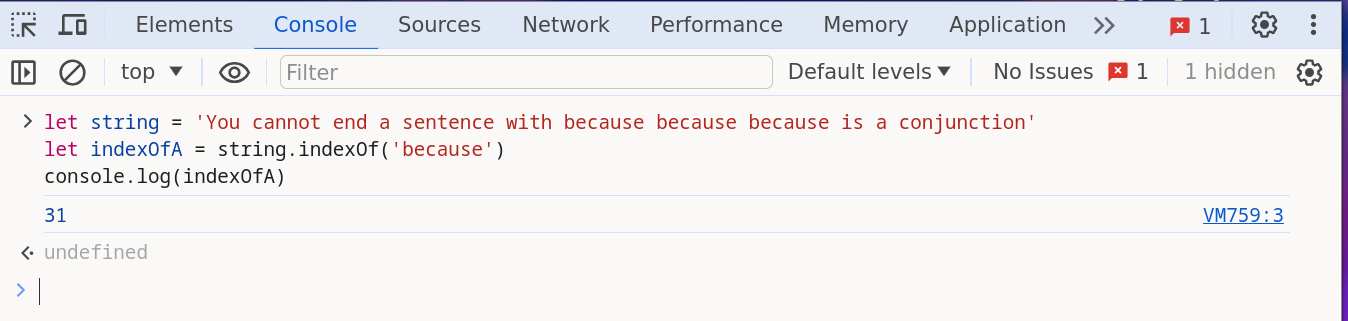 Elements Console Sources Network Performance Memory Application 1
top Filter Default levels No Issues 1 1 hidden
let string = 'You cannot end a sentence with because because because is a conjunction'
let indexOfA = string.indexOf('because')
console.log(indexOfA)
31 VM759:3
undefined